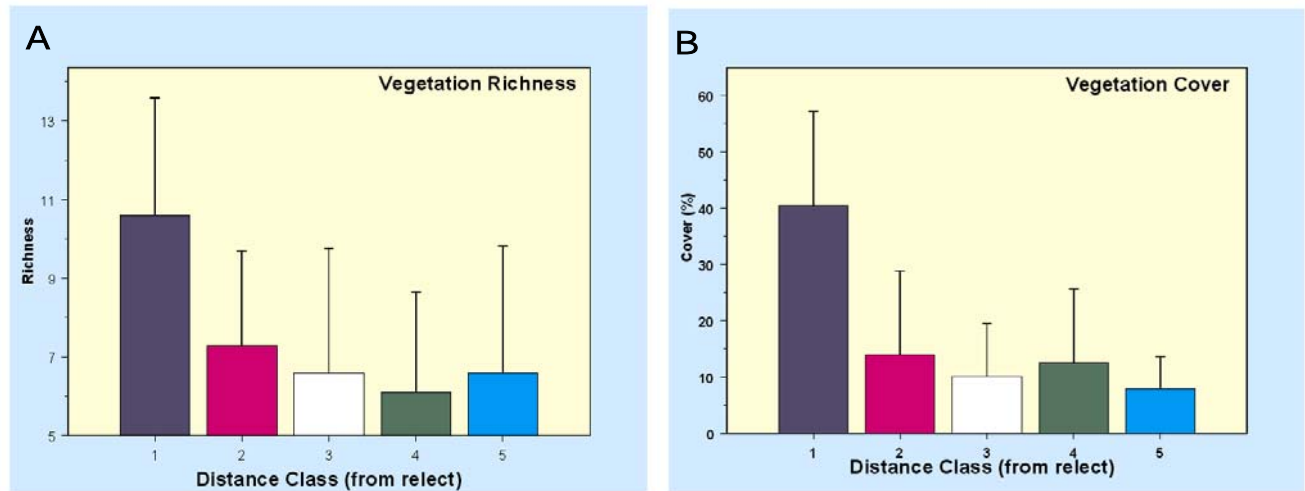 A
Vegetation Richness
Richness
13
11
9
7
5
1 2 3 4 5
Distance Class (from relect)
B
Vegetation Cover
Cover (%)
60
50
40
30
20
10
0
1 2 3 4 5
Distance Class (from relect)